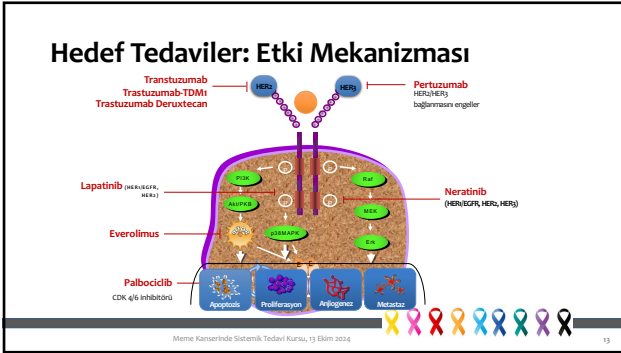 Hedef Tedaviler: Etki Mekanizması
Transtuzumab
Trastuzumab-TDM1
Trastuzumab Deruxtecan
HER2
HER3
Pertuzumab
HER2/HER3
bağlanmasını engeller
P
P
PI3K
Raf
Lapatinib (HER1/EGFR,
HER2)
Akt/PKB
P
P
MEK
Neratinib
(HER1/EGFR, HER2, HER3)
Everolimus
p38MAPK
Erk
Palbociclib
CDK 4/6 inhibitörü
Apoptozis
Proliferasyon
Anjiogenez
Metastaz
Meme Kanserinde Sistemik Tedavi Kursu, 13 Ekim 2024
13